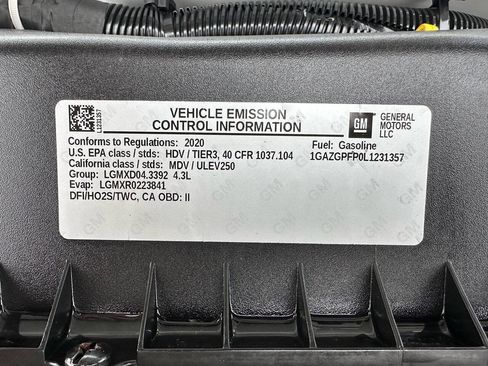 L1231357
VEHICLE EMISSION
CONTROL INFORMATION
GM
GENERAL
MOTORS
LLC
Conforms to Regulations: 2020
Fuel: Gasoline
U.S. EPA class / stds: HDV / TIER3, 40 CFR 1037.104
1GAZGPFP0L1231357
California class / stds: MDV / ULEV250
Group: LGMXD04.3392 4.3L
Evap: LGMXR0223841
DFI/HO2S/TWC, CA OBD: II